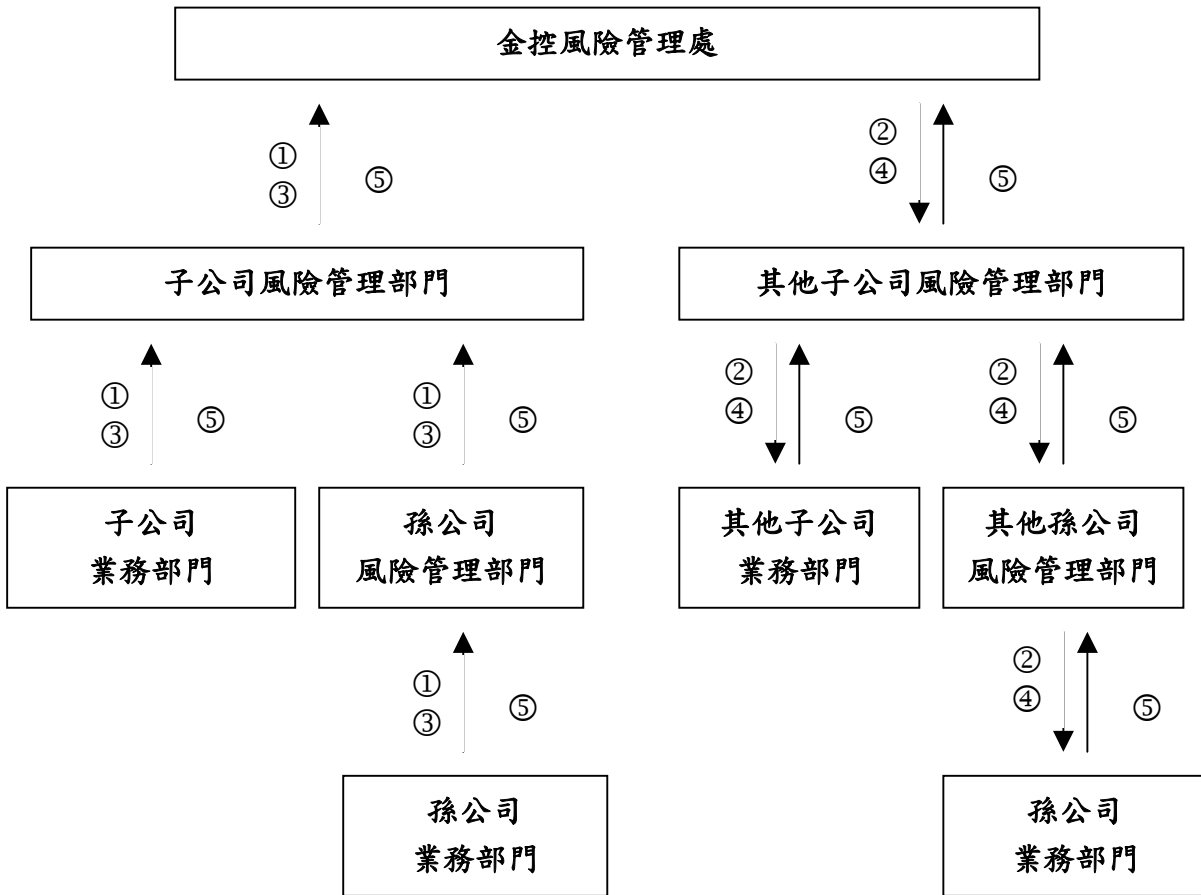 金控風險管理處
①
③
⑤
②
④
⑤
子公司風險管理部門
其他子公司風險管理部門
①
③
⑤
①
③
⑤
②
④
⑤
②
④
⑤
子公司
業務部門
孫公司
風險管理部門
其他子公司
業務部門
其他孫公司
風險管理部門
①
③
⑤
②
④
⑤
孫公司
業務部門
孫公司
業務部門